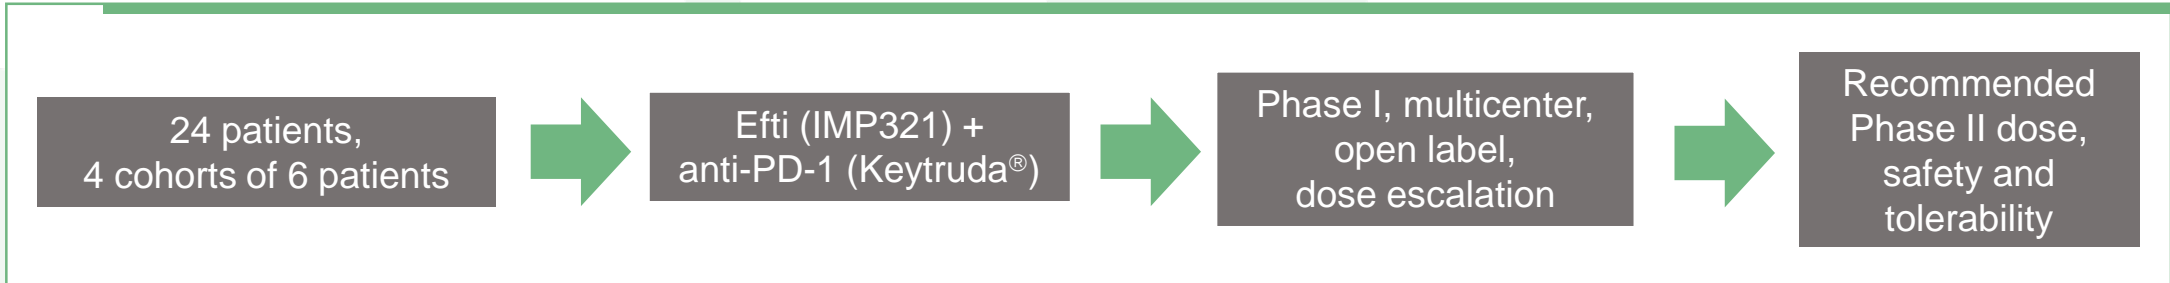 24 patients,
4 cohorts of 6 patients
Efti (IMP321) +
anti-PD-1 (Keytruda®)
Phase I, multicenter,
open label,
dose escalation
Recommended
Phase II dose,
safety and
tolerability